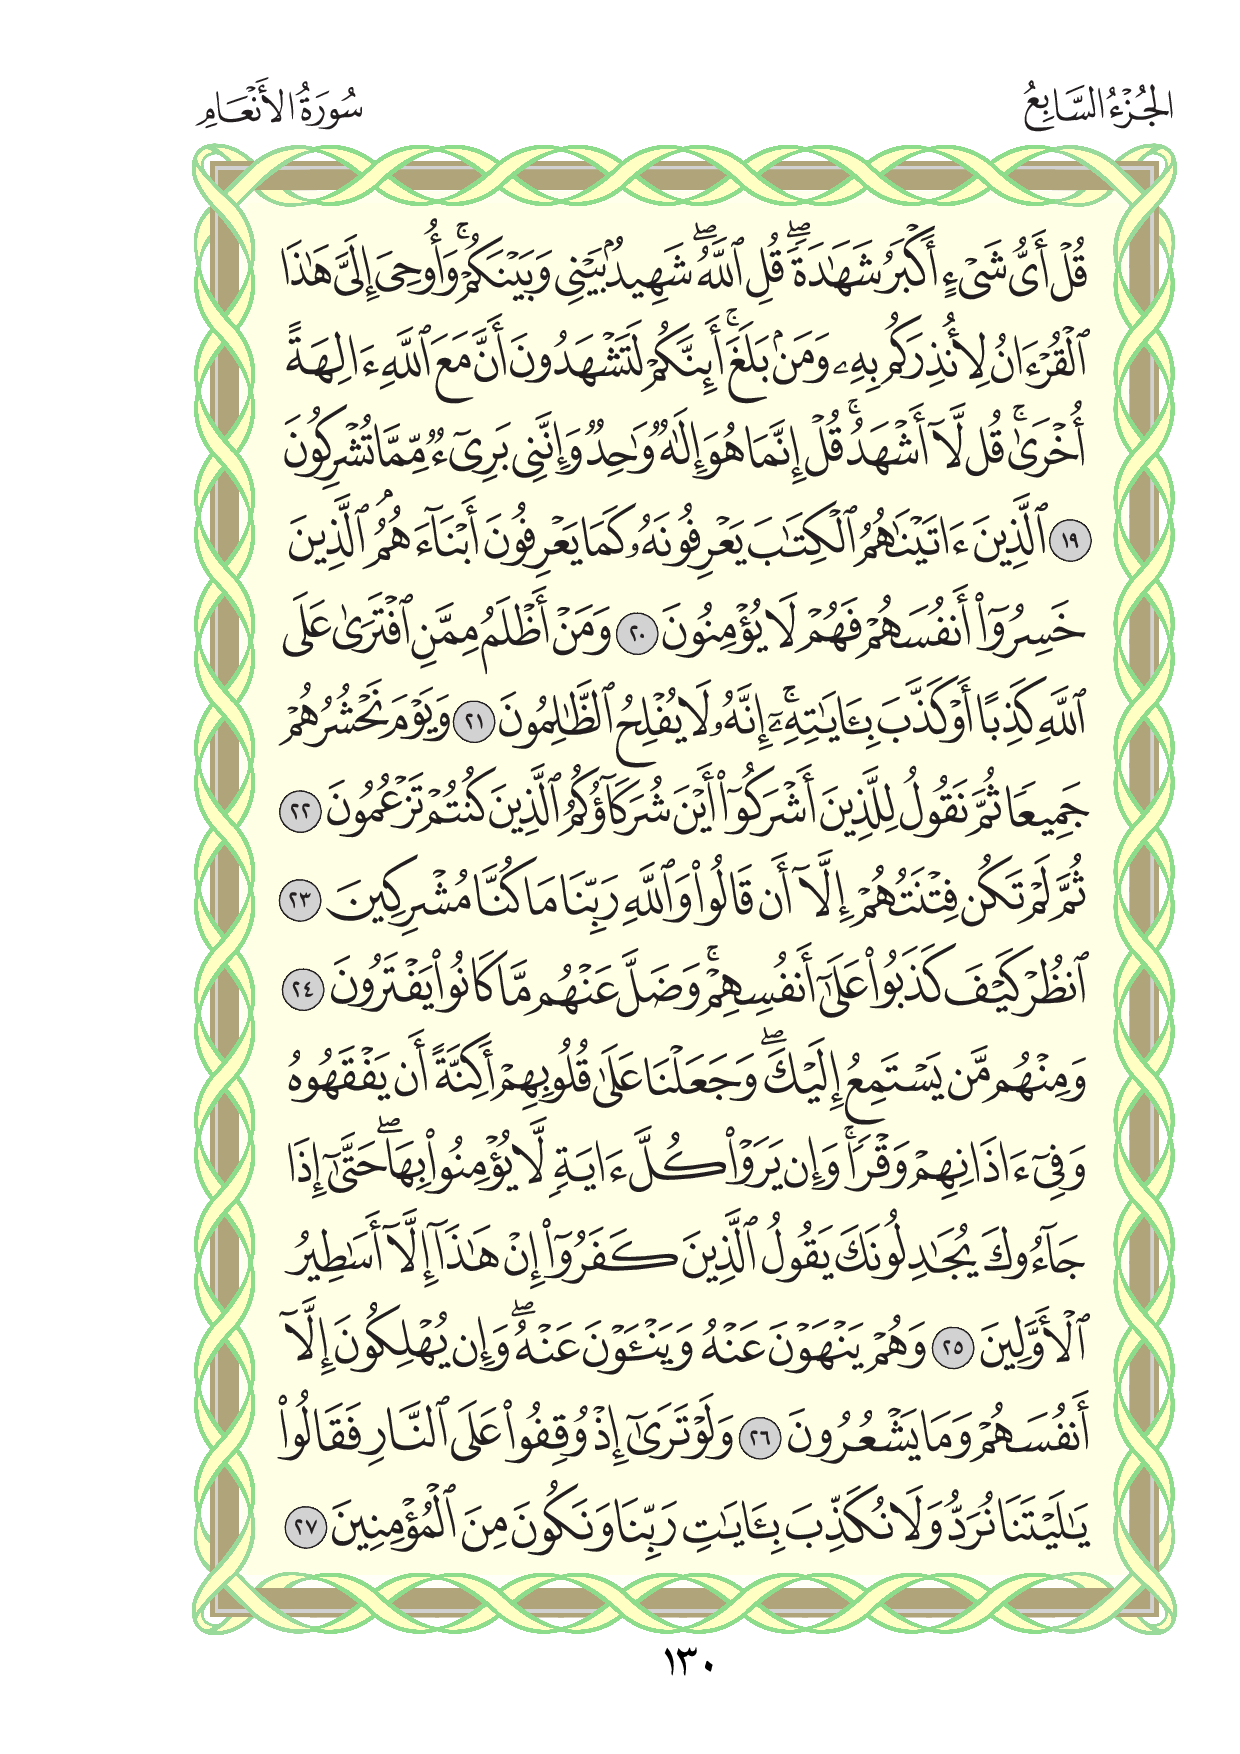 الجُزْءُ السَّابِعُ
سُورَةُ الأَنْعَامِ
قُلْ أَيُّ شَيْءٍ أَكْبَرُ شَهَٰدَةٗۖ قُلِ ٱللَّهُۖ شَهِيدُۢ بَيْنِي وَبَيْنَكُمْۚ وَأُوحِيَ إِلَيَّ هَٰذَا
ٱلْقُرْءَانُ لِأُنذِرَكُم بِهِۦ وَمَنۢ بَلَغَۚ أَئِنَّكُمْ لَتَشْهَدُونَ أَنَّ مَعَ ٱللَّهِ ءَالِهَةً
أُخْرَىٰۚ قُل لَّآ أَشْهَدُۚ قُلْ إِنَّمَا هُوَ إِلَٰهٞ وَٰحِدٞ وَإِنَّنِي بَرِيٓءٞ مِّمَّا تُشْرِكُونَ
١٩ ٱلَّذِينَ ءَاتَيْنَٰهُمُ ٱلْكِتَٰبَ يَعْرِفُونَهُۥ كَمَا يَعْرِفُونَ أَبْنَآءَهُمُۘ ٱلَّذِينَ
خَسِرُوٓا۟ أَنفُسَهُمْ فَهُمْ لَا يُؤْمِنُونَ ٢٠ وَمَنْ أَظْلَمُ مِمَّنِ ٱفْتَرَىٰ عَلَى
ٱللَّهِ كَذِبًا أَوْ كَذَّبَ بِـَٔايَٰتِهِۦٓۚ إِنَّهُۥ لَا يُفْلِحُ ٱلظَّٰلِمُونَ ٢١ وَيَوْمَ نَحْشُرُهُمْ
جَمِيعٗا ثُمَّ نَقُولُ لِلَّذِينَ أَشْرَكُوٓا۟ أَيْنَ شُرَكَآؤُكُمُ ٱلَّذِينَ كُنتُمْ تَزْعُمُونَ ٢٢
ثُمَّ لَمْ تَكُن فِتْنَتُهُمْ إِلَّآ أَن قَالُوا۟ وَٱللَّهِ رَبِّنَا مَا كُنَّا مُشْرِكِينَ ٢٣
ٱنظُرْ كَيْفَ كَذَبُوا۟ عَلَىٰٓ أَنفُسِهِمْۚ وَضَلَّ عَنْهُم مَّا كَانُوا۟ يَفْتَرُونَ ٢٤
وَمِنْهُم مَّن يَسْتَمِعُ إِلَيْكَۖ وَجَعَلْنَا عَلَىٰ قُلُوبِهِمْ أَكِنَّةً أَن يَفْقَهُوهُ
وَفِيٓ ءَاذَانِهِمْ وَقْرٗاۚ وَإِن يَرَوْا۟ كُلَّ ءَايَةٖ لَّا يُؤْمِنُوا۟ بِهَاۖ حَتَّىٰٓ إِذَا
جَآءُوكَ يُجَٰدِلُونَكَ يَقُولُ ٱلَّذِينَ كَفَرُوٓا۟ إِنْ هَٰذَآ إِلَّآ أَسَٰطِيرُ
ٱلْأَوَّلِينَ ٢٥ وَهُمْ يَنْهَوْنَ عَنْهُ وَيَنْـَٔوْنَ عَنْهُۖ وَإِن يُهْلِكُونَ إِلَّآ
أَنفُسَهُمْ وَمَا يَشْعُرُونَ ٢٦ وَلَوْ تَرَىٰٓ إِذْ وُقِفُوا۟ عَلَى ٱلنَّارِ فَقَالُوا۟
يَٰلَيْتَنَا نُرَدُّ وَلَا نُكَذِّبَ بِـَٔايَٰتِ رَبِّنَا وَنَكُونَ مِنَ ٱلْمُؤْمِنِينَ ٢٧
١٣٠